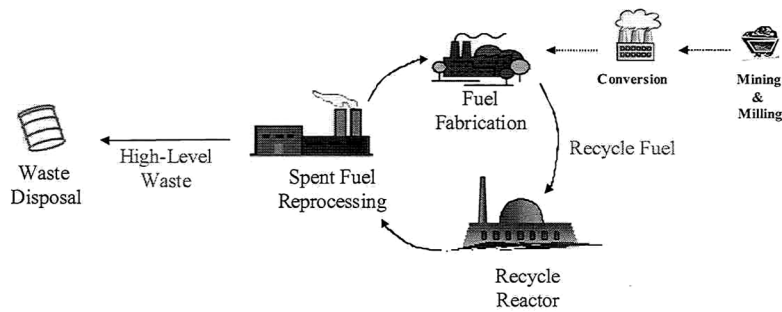 Fuel
Fabrication
Conversion
Mining
&
Milling
Recycle Fuel
High-Level
Waste
Waste
Disposal
Spent Fuel
Reprocessing
Recycle
Reactor